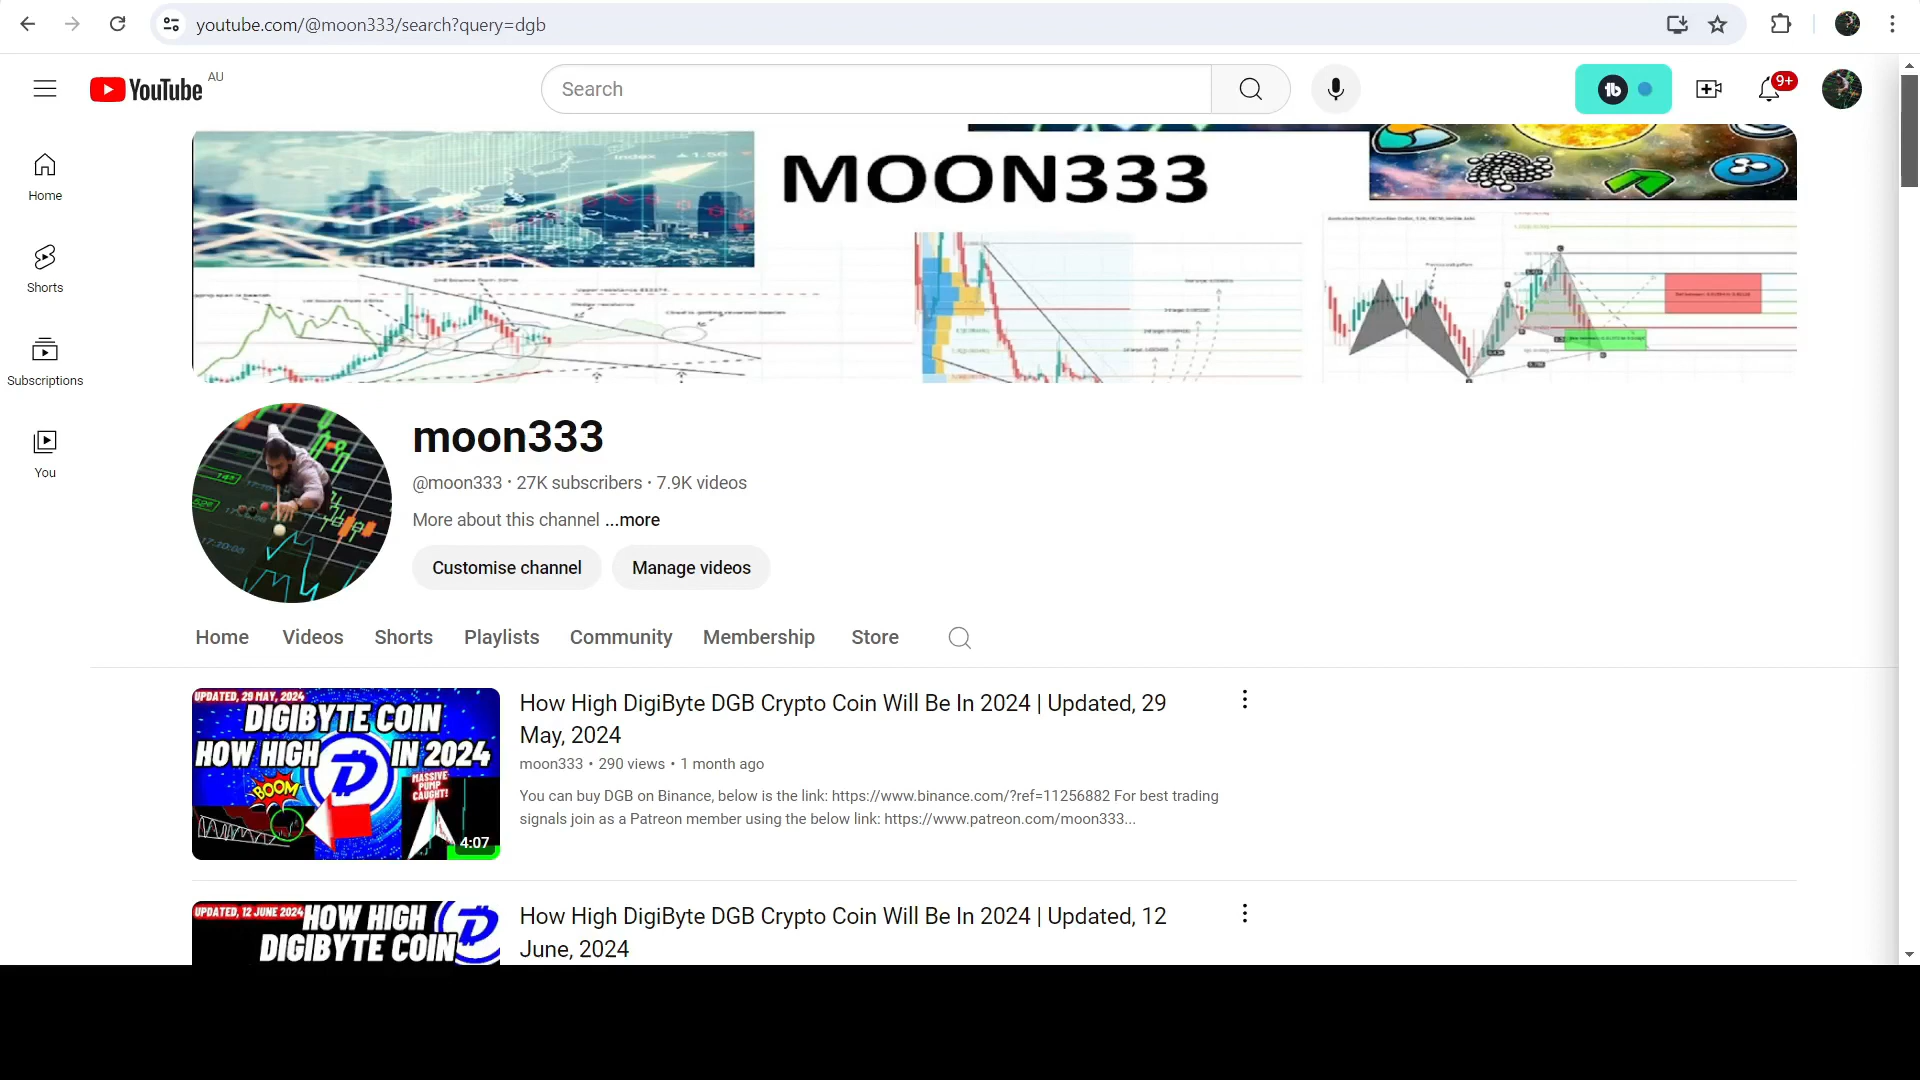 youtube.com/@moon333/search?query=dgb
YouTube AU
Search
9+
Home
Shorts
Subscriptions
You
Index 1.56
MOON333
moon333
@moon333 · 27K subscribers · 7.9K videos
More about this channel ...more
Customise channel
Manage videos
Home Videos Shorts Playlists Community Membership Store
UPDATED, 29 MAY, 2024
DIGIBYTE COIN
HOW HIGH IN 2024
BOOM
MASSIVE
PUMP
CAUGHT!
4:07
How High DigiByte DGB Crypto Coin Will Be In 2024 | Updated, 29
May, 2024
moon333 • 290 views • 1 month ago
You can buy DGB on Binance, below is the link: https://www.binance.com/?ref=11256882 For best trading
signals join as a Patreon member using the below link: https://www.patreon.com/moon333...
UPDATED, 12 JUNE 2024
HOW HIGH
DIGIBYTE COIN
How High DigiByte DGB Crypto Coin Will Be In 2024 | Updated, 12
June, 2024